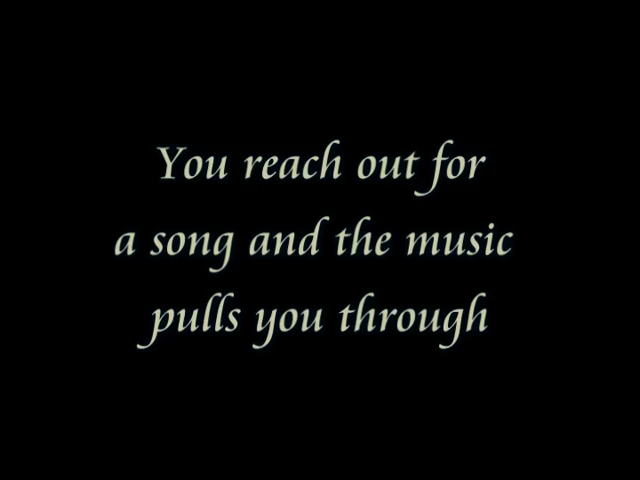 You reach out for
a song and the music
pulls you through